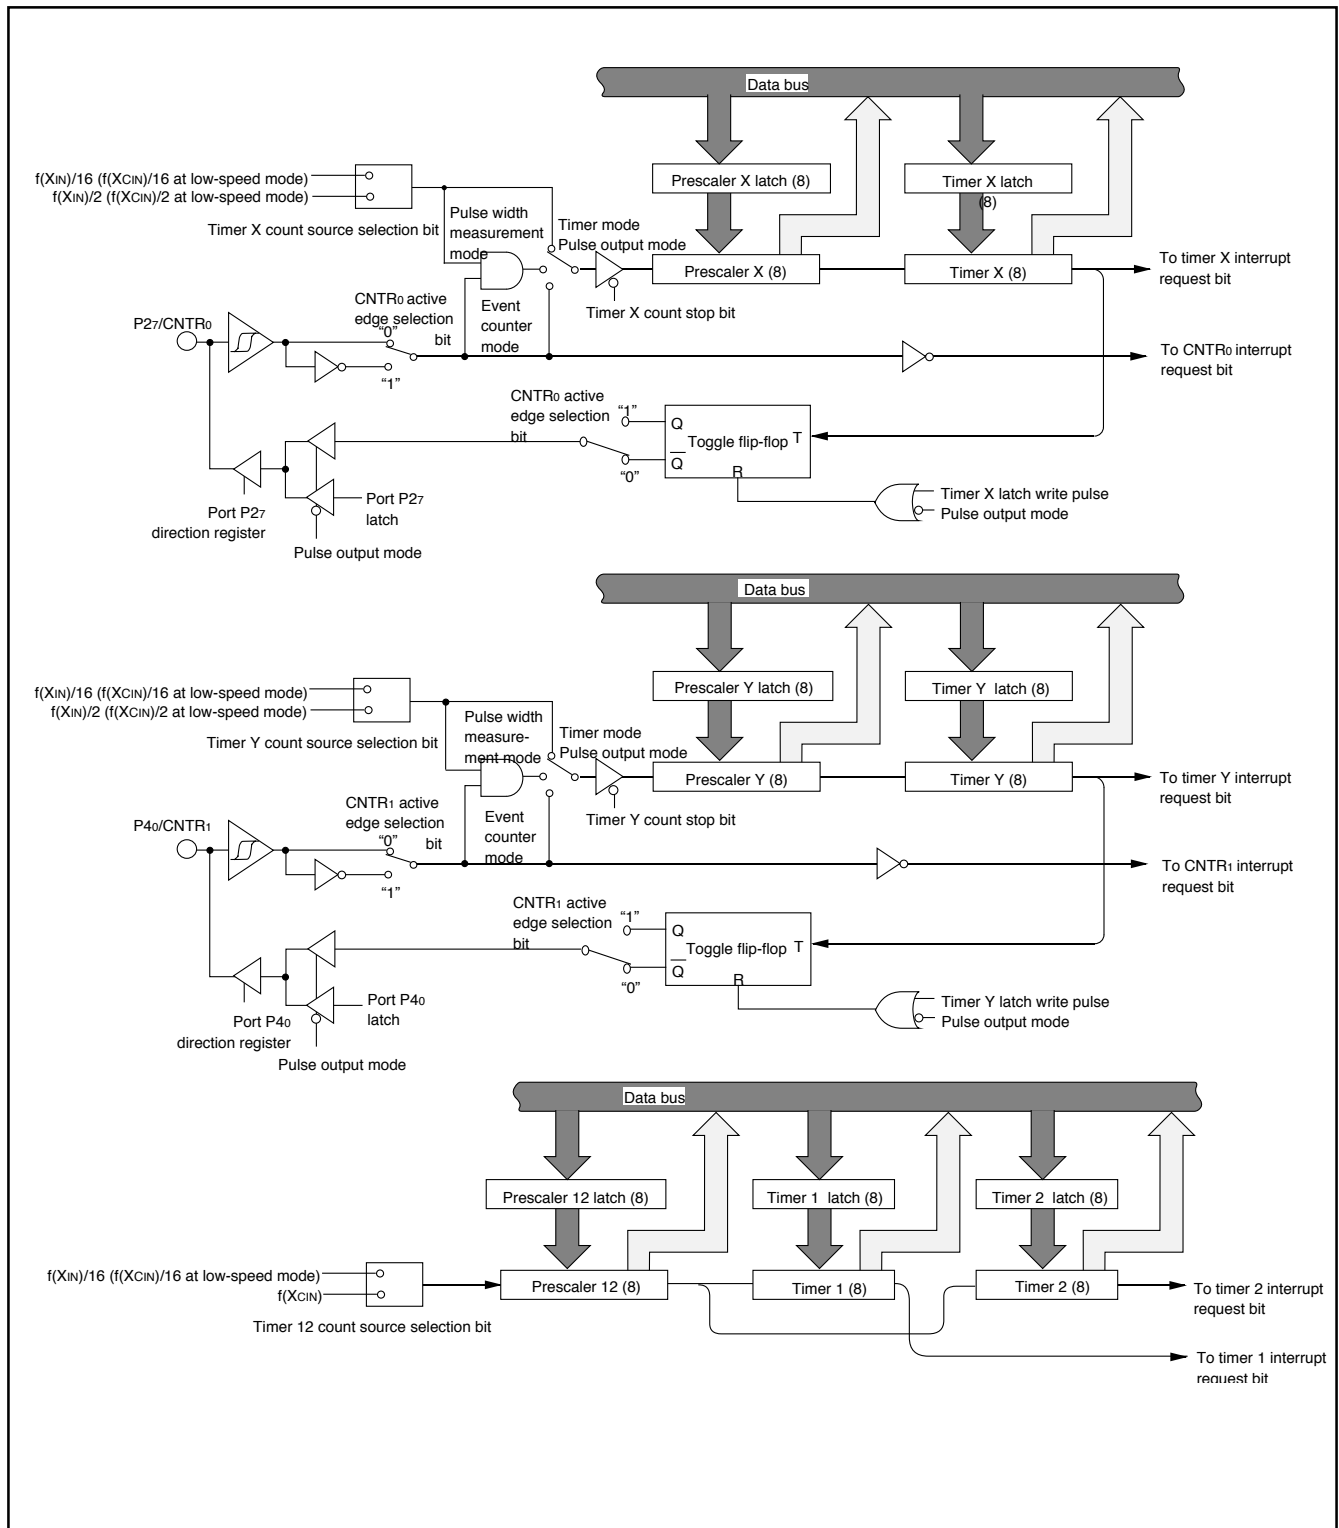 Data bus
Prescaler X latch (8)
Timer X latch
(8)
f(XIN)/16 (f(XCIN)/16 at low-speed mode)
f(XIN)/2 (f(XCIN)/2 at low-speed mode)
Timer X count source selection bit
Pulse width
measurement
mode
Timer mode
Pulse output mode
Prescaler X (8)
Timer X (8)
To timer X interrupt
request bit
Timer X count stop bit
CNTR0 active
edge selection
bit
Event
counter
mode
P27/CNTR0
“0”
“1”
To CNTR0 interrupt
request bit
CNTR0 active
edge selection
bit
“1”
“0”
Q
Toggle flip-flop
T
Q
R
Timer X latch write pulse
Pulse output mode
Port P27
latch
Port P27
direction register
Pulse output mode
Data bus
Prescaler Y latch (8)
Timer Y latch (8)
f(XIN)/16 (f(XCIN)/16 at low-speed mode)
f(XIN)/2 (f(XCIN)/2 at low-speed mode)
Timer Y count source selection bit
Pulse width
measure-
ment mode
Timer mode
Pulse output mode
Prescaler Y (8)
Timer Y (8)
To timer Y interrupt
request bit
Timer Y count stop bit
CNTR1 active
edge selection
bit
Event
counter
mode
P40/CNTR1
“0”
“1”
To CNTR1 interrupt
request bit
CNTR1 active
edge selection
bit
“1”
“0”
Q
Toggle flip-flop
T
Q
R
Timer Y latch write pulse
Pulse output mode
Port P40
latch
Port P40
direction register
Pulse output mode
Data bus
Prescaler 12 latch (8)
Timer 1 latch (8)
Timer 2 latch (8)
f(XIN)/16 (f(XCIN)/16 at low-speed mode)
f(XCIN)
Timer 12 count source selection bit
Prescaler 12 (8)
Timer 1 (8)
Timer 2 (8)
To timer 2 interrupt
request bit
To timer 1 interrupt
request bit